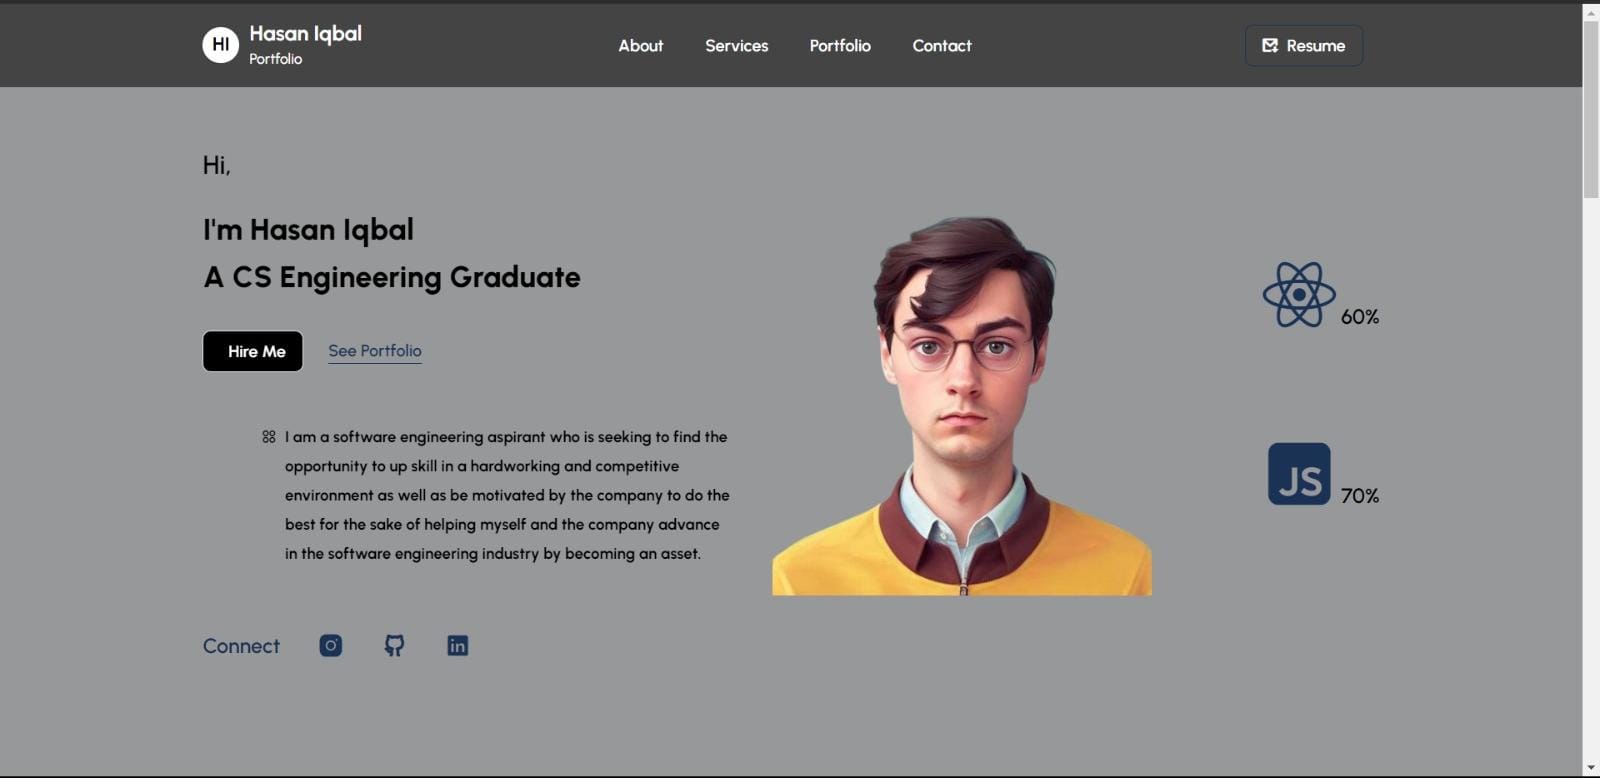 HI
Hasan Iqbal
Portfolio
About
Services
Portfolio
Contact
Resume
Hi,
I'm Hasan Iqbal
A CS Engineering Graduate
Hire Me
See Portfolio
I am a software engineering aspirant who is seeking to find the
opportunity to up skill in a hardworking and competitive
environment as well as be motivated by the company to do the
best for the sake of helping myself and the company advance
in the software engineering industry by becoming an asset.
60%
JS
70%
Connect
in